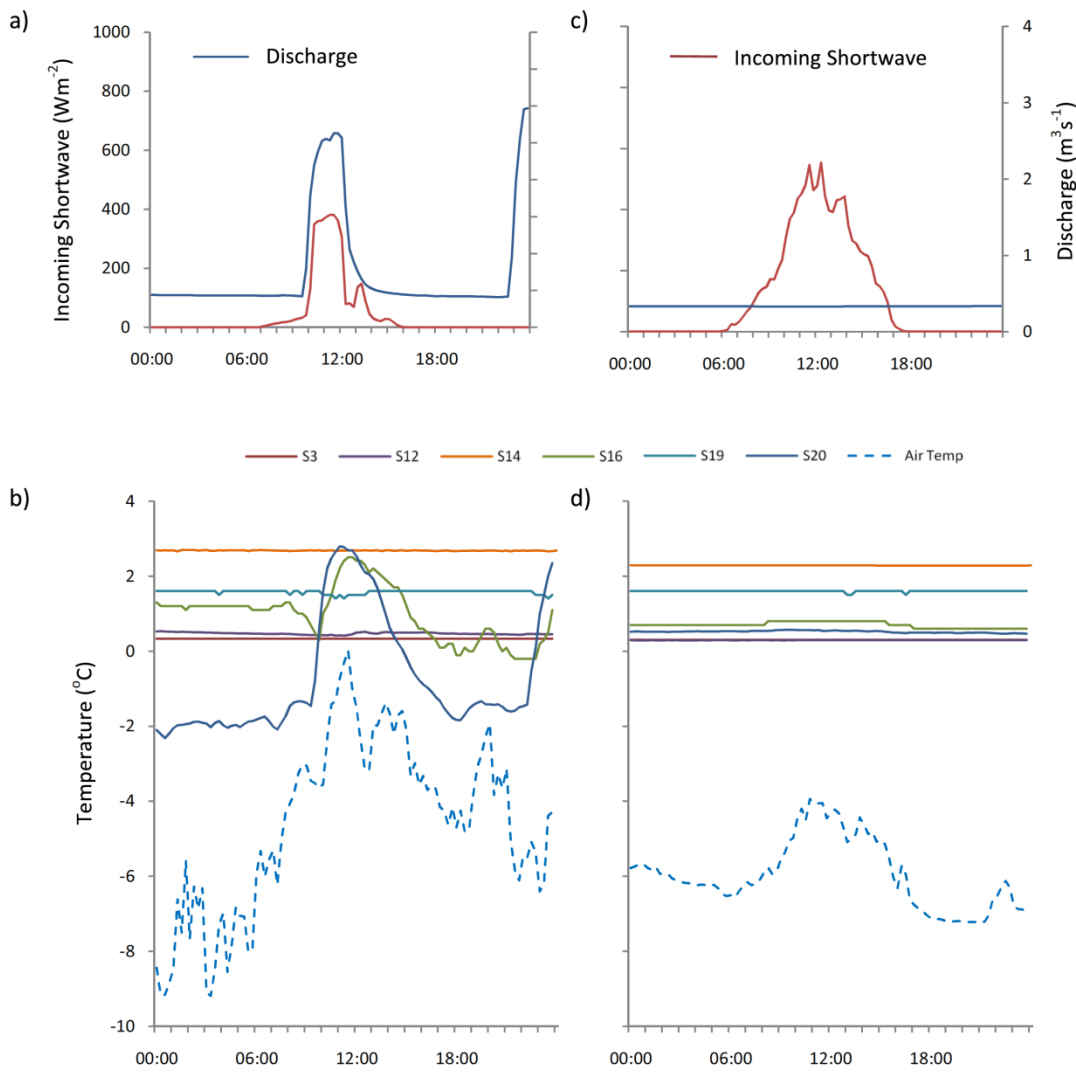 a)
Incoming Shortwave (Wm-2)
1000
800
600
400
200
0
Discharge
00:00 06:00 12:00 18:00
c)
Incoming Shortwave
4
3
2
1
0
Discharge (m3s-1)
00:00 06:00 12:00 18:00
S3 S12 S14 S16 S19 S20 Air Temp
b)
Temperature (oC)
4
2
0
-2
-4
-6
-8
-10
00:00 06:00 12:00 18:00
d)
00:00 06:00 12:00 18:00